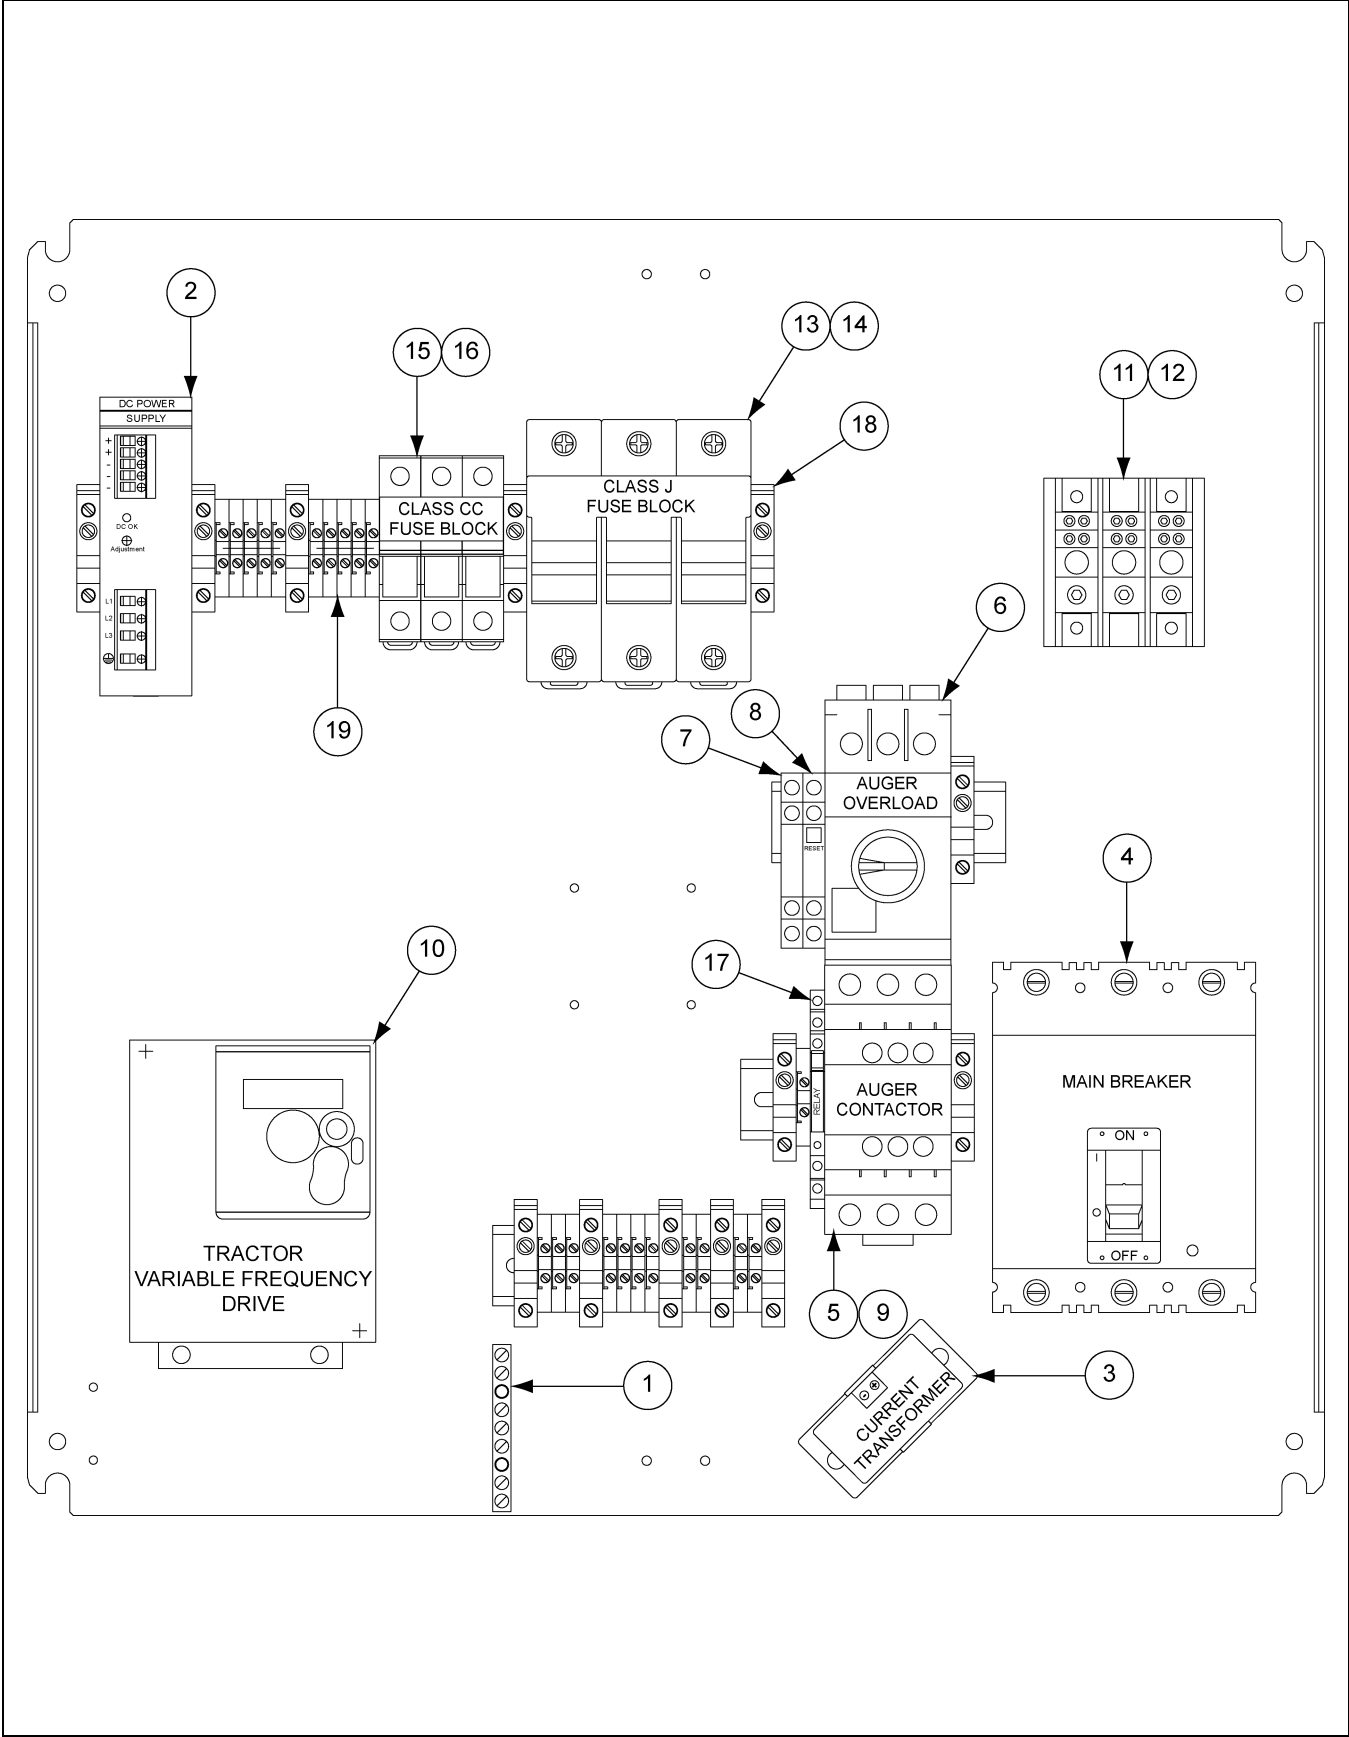 2
13 14
15 16
11 12
DC POWER
SUPPLY
+
+
-
-
-
DC OK
Adjustment
L1
L2
L3
18
CLASS CC
FUSE BLOCK
CLASS J
FUSE BLOCK
6
19
8
7
AUGER
OVERLOAD
RESET
4
10
17
RELAY
AUGER
CONTACTOR
MAIN BREAKER
ON
I
OFF
TRACTOR
VARIABLE FREQUENCY
DRIVE
5 9
1
3
CURRENT
TRANSFORMER